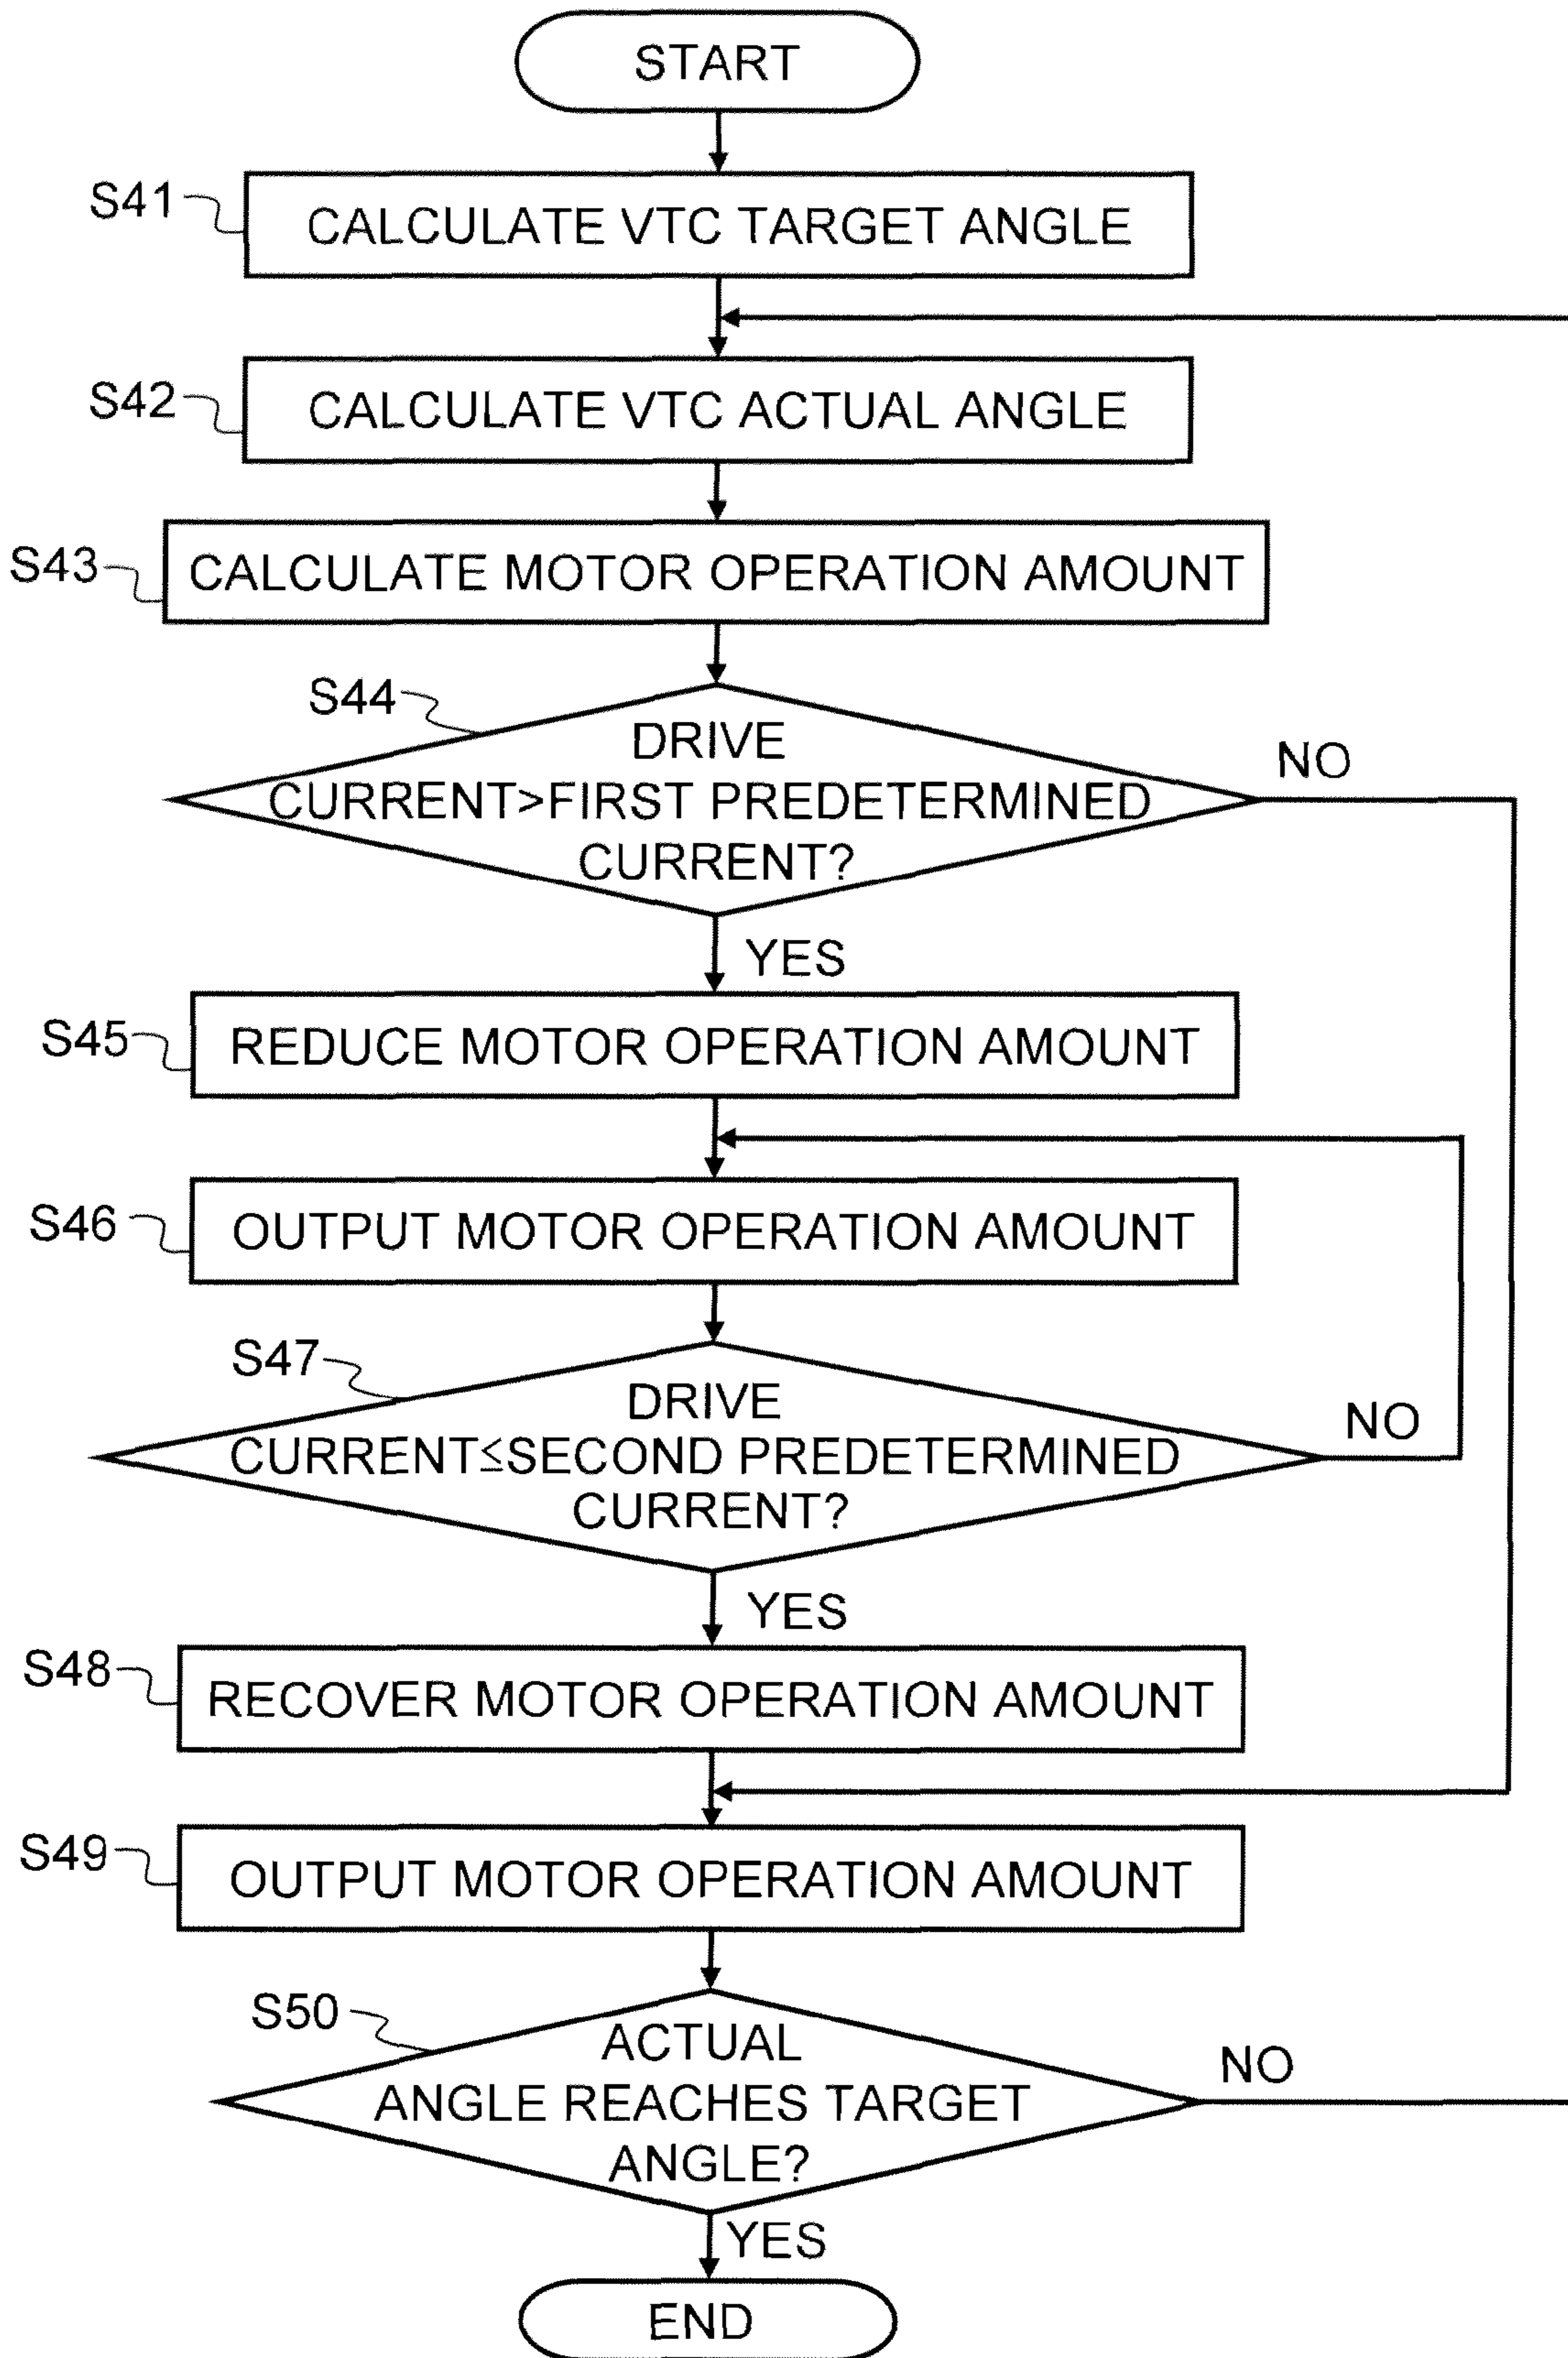 START
S41
CALCULATE VTC TARGET ANGLE
S42
CALCULATE VTC ACTUAL ANGLE
S43
CALCULATE MOTOR OPERATION AMOUNT
S44
DRIVE
CURRENT>FIRST PREDETERMINED
CURRENT?
NO
YES
S45
REDUCE MOTOR OPERATION AMOUNT
S46
OUTPUT MOTOR OPERATION AMOUNT
S47
DRIVE
CURRENT≤SECOND PREDETERMINED
CURRENT?
NO
YES
S48
RECOVER MOTOR OPERATION AMOUNT
S49
OUTPUT MOTOR OPERATION AMOUNT
S50
ACTUAL
ANGLE REACHES TARGET
ANGLE?
NO
YES
END